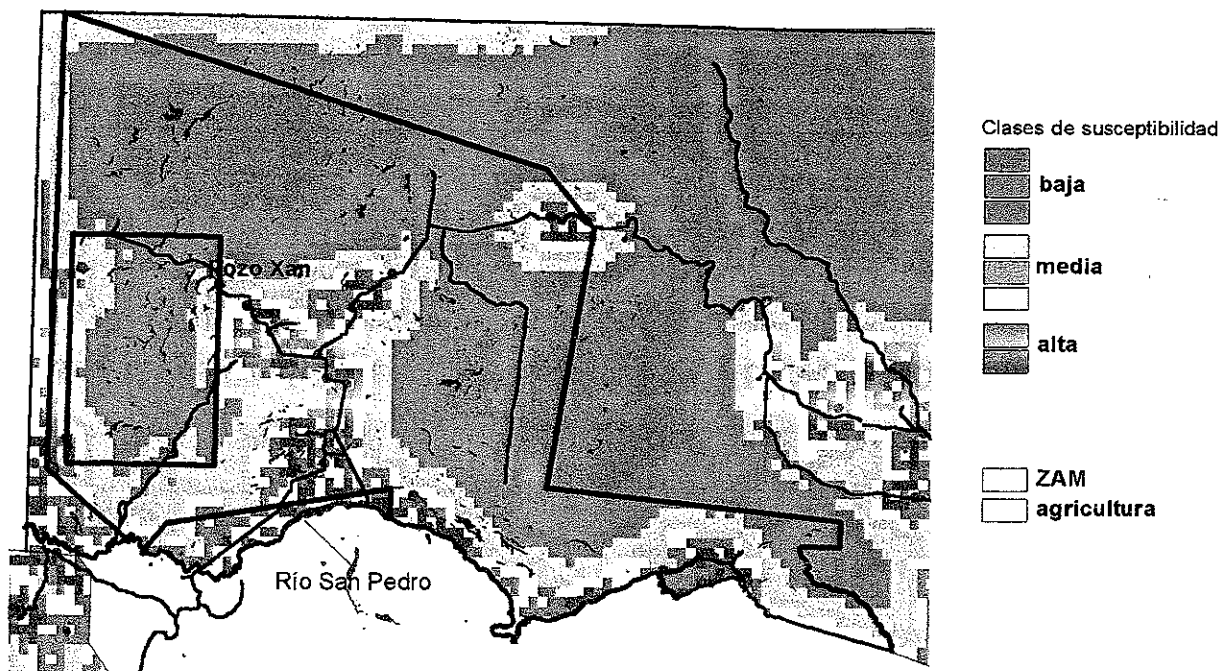 Clases de susceptibilidad
baja
media
alta
ZAM
agricultura
Pozo Xan
Río San Pedro